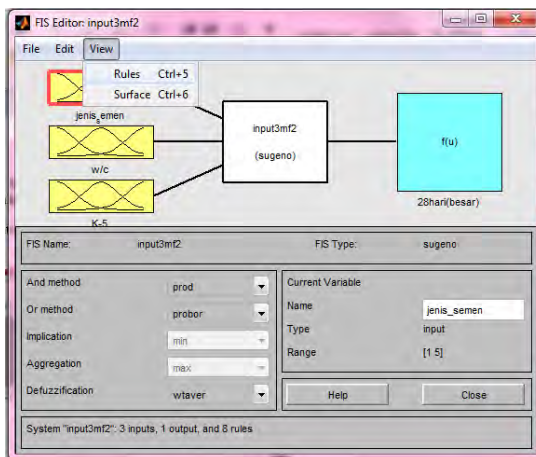 FIS Editor: input3mf2
File Edit View
Rules Ctrl+5
Surface Ctrl+6
jenis_semen
input3mf2
(sugeno)
f(u)
w/c
28hari(besar)
K-5
FIS Name: input3mf2 FIS Type: sugeno
And method prod
Or method probor
Implication min
Aggregation max
Defuzzification wtaver
Current Variable
Name jenis_semen
Type input
Range [1 5]
Help Close
System "input3mf2": 3 inputs, 1 output, and 8 rules